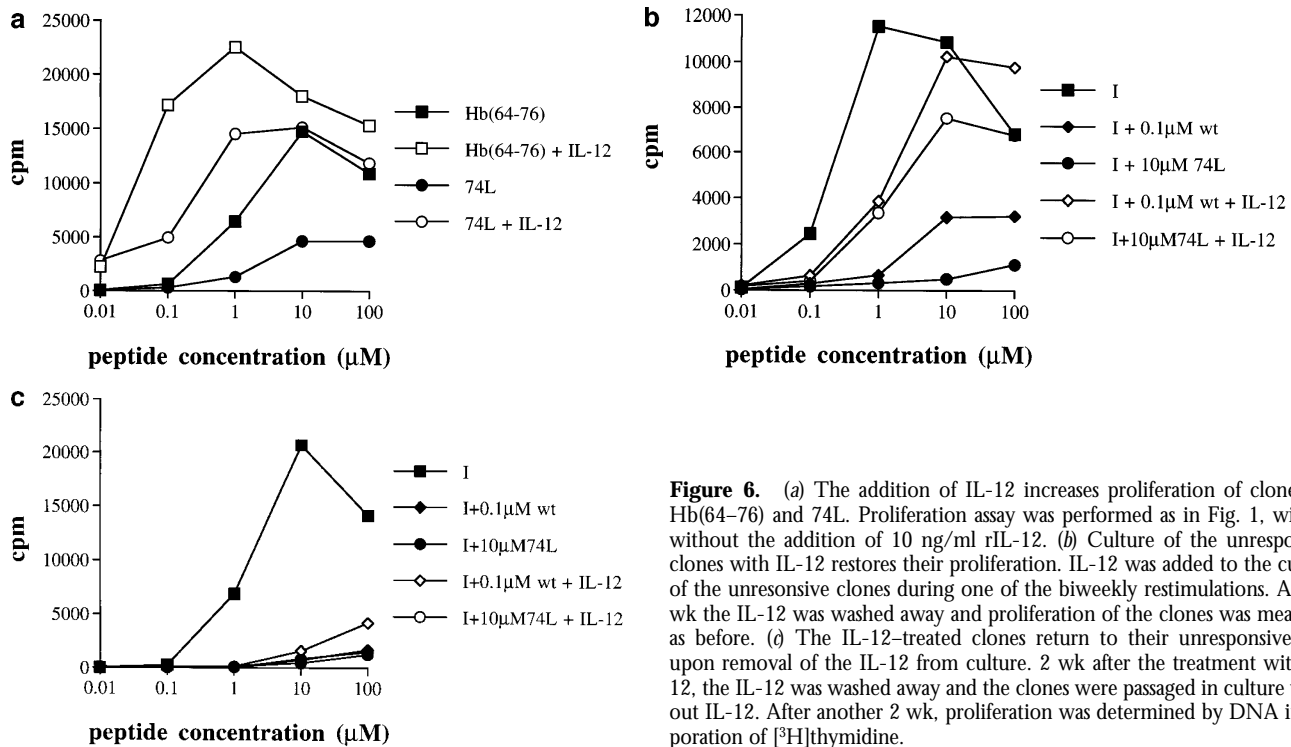 a
25000
20000
15000
10000
5000
0
cpm
0.01 0.1 1 10 100
peptide concentration (μM)
Hb(64-76)
Hb(64-76) + IL-12
74L
74L + IL-12
b
12000
10000
8000
6000
4000
2000
0
cpm
0.01 0.1 1 10 100
peptide concentration (μM)
I
I + 0.1μM wt
I + 10μM 74L
I + 0.1μM wt + IL-12
I+10μM74L + IL-12
c
25000
20000
15000
10000
5000
0
cpm
0.01 0.1 1 10 100
peptide concentration (μM)
I
I+0.1μM wt
I+10μM74L
I+0.1μM wt + IL-12
I+10μM74L + IL-12
Figure 6. (a) The addition of IL-12 increases proliferation of clone
Hb(64–76) and 74L. Proliferation assay was performed as in Fig. 1, wi
without the addition of 10 ng/ml rIL-12. (b) Culture of the unrespo
clones with IL-12 restores their proliferation. IL-12 was added to the cu
of the unresonsive clones during one of the biweekly restimulations. A
wk the IL-12 was washed away and proliferation of the clones was mea
as before. (c) The IL-12–treated clones return to their unresponsive
upon removal of the IL-12 from culture. 2 wk after the treatment wit
12, the IL-12 was washed away and the clones were passaged in culture
out IL-12. After another 2 wk, proliferation was determined by DNA i
poration of [³H]thymidine.